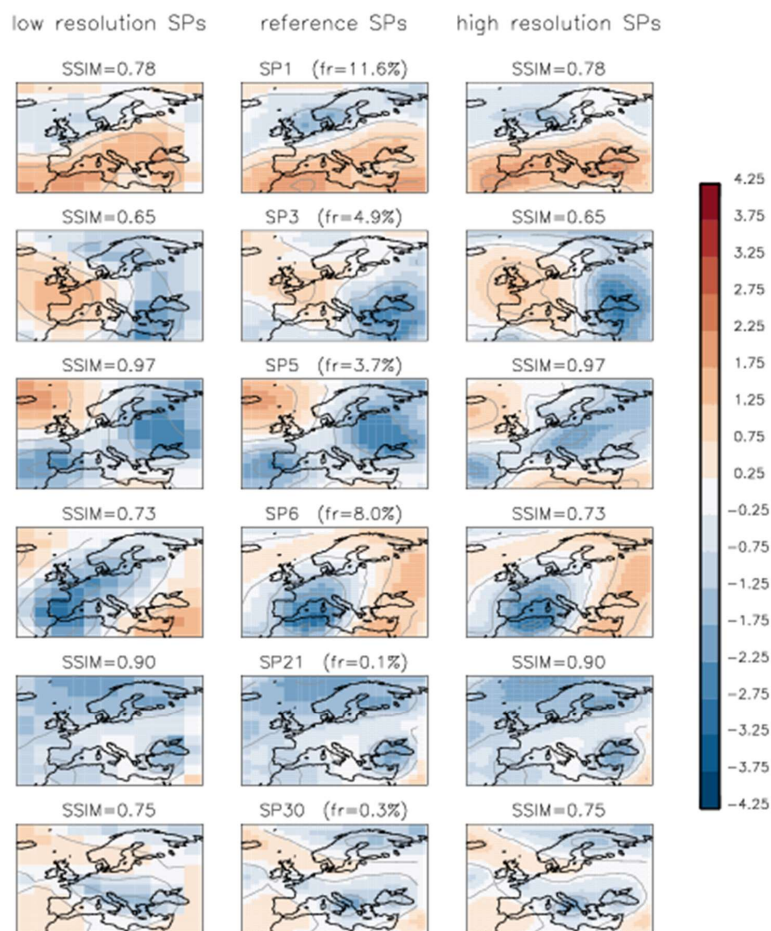 low resolution SPs reference SPs high resolution SPs
SSIM=0.78 SP1 (fr=11.6%) SSIM=0.78
SSIM=0.65 SP3 (fr=4.9%) SSIM=0.65
SSIM=0.97 SP5 (fr=3.7%) SSIM=0.97
SSIM=0.73 SP6 (fr=8.0%) SSIM=0.73
SSIM=0.90 SP21 (fr=0.1%) SSIM=0.90
SSIM=0.75 SP30 (fr=0.3%) SSIM=0.75
4.25
3.75
3.25
2.75
2.25
1.75
1.25
0.75
0.25
-0.25
-0.75
-1.25
-1.75
-2.25
-2.75
-3.25
-3.75
-4.25